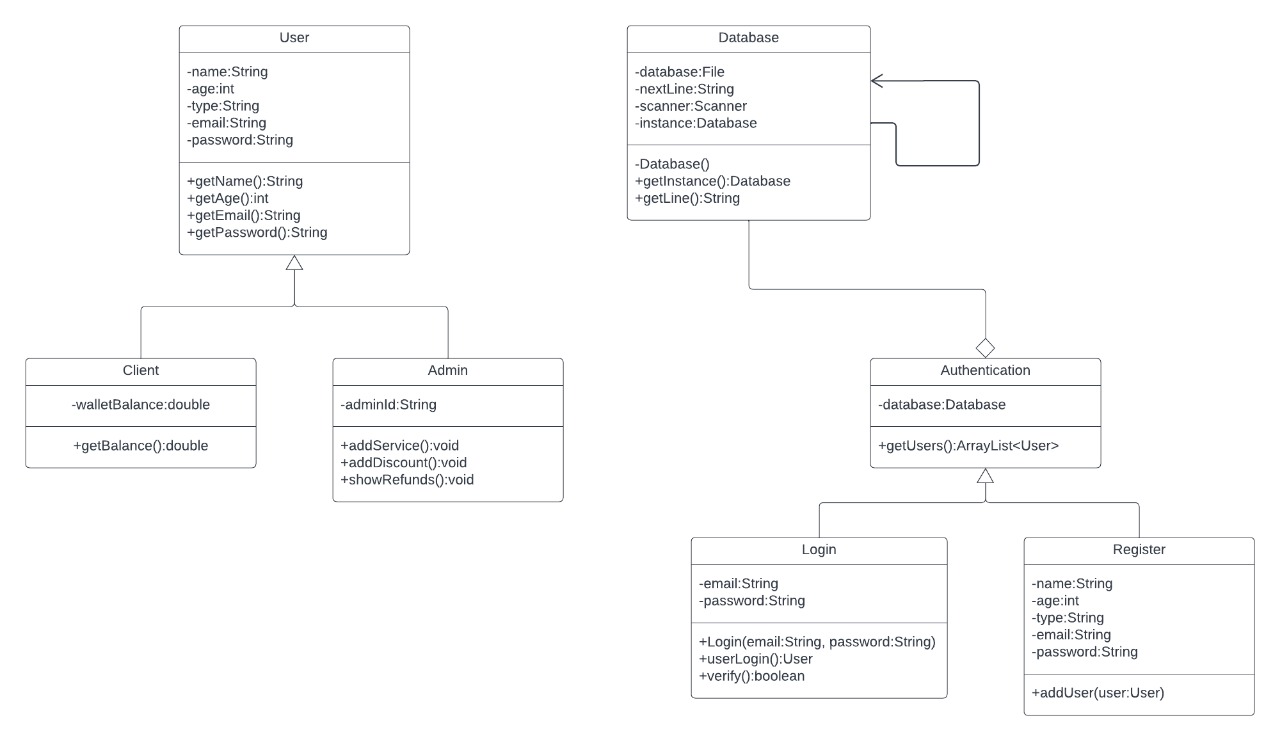 User
-name:String
-age:int
-type:String
-email:String
-password:String
+getName():String
+getAge():int
+getEmail():String
+getPassword():String
Database
-database:File
-nextLine:String
-scanner:Scanner
-instance:Database
-Database()
+getInstance():Database
+getLine():String
Client
-walletBalance:double
+getBalance():double
Admin
-adminId:String
+addService():void
+addDiscount():void
+showRefunds():void
Authentication
-database:Database
+getUsers():ArrayList<User>
Login
-email:String
-password:String
+Login(email:String, password:String)
+userLogin():User
+verify():boolean
Register
-name:String
-age:int
-type:String
-email:String
-password:String
+addUser(user:User)